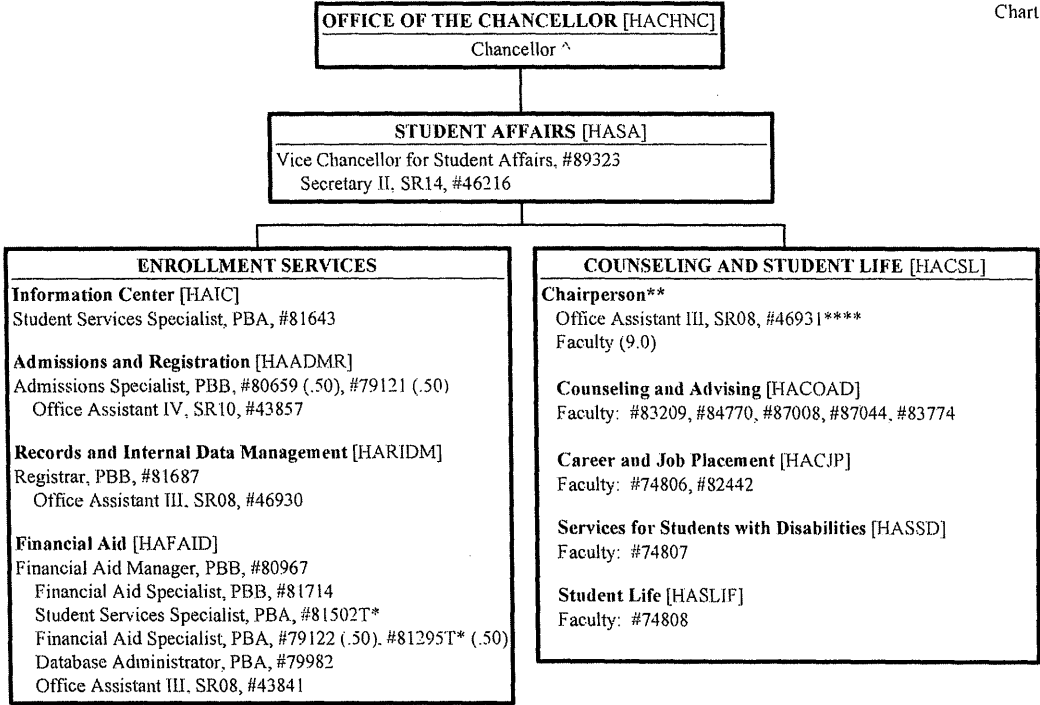 Chart
OFFICE OF THE CHANCELLOR [HACHNC]
Chancellor ^
STUDENT AFFAIRS [HASA]
Vice Chancellor for Student Affairs, #89323
Secretary II, SR14, #46216
ENROLLMENT SERVICES
Information Center [HAIC]
Student Services Specialist, PBA, #81643
Admissions and Registration [HAADMR]
Admissions Specialist, PBB, #80659 (.50), #79121 (.50)
Office Assistant IV, SR10, #43857
Records and Internal Data Management [HARIDM]
Registrar, PBB, #81687
Office Assistant III, SR08, #46930
Financial Aid [HAFAID]
Financial Aid Manager, PBB, #80967
Financial Aid Specialist, PBB, #81714
Student Services Specialist, PBA, #81502T*
Financial Aid Specialist, PBA, #79122 (.50), #81295T* (.50)
Database Administrator, PBA, #79982
Office Assistant III, SR08, #43841
COUNSELING AND STUDENT LIFE [HACSL]
Chairperson**
Office Assistant III, SR08, #46931****
Faculty (9.0)
Counseling and Advising [HACOAD]
Faculty: #83209, #84770, #87008, #87044, #83774
Career and Job Placement [HACJP]
Faculty: #74806, #82442
Services for Students with Disabilities [HASSD]
Faculty: #74807
Student Life [HASLIF]
Faculty: #74808